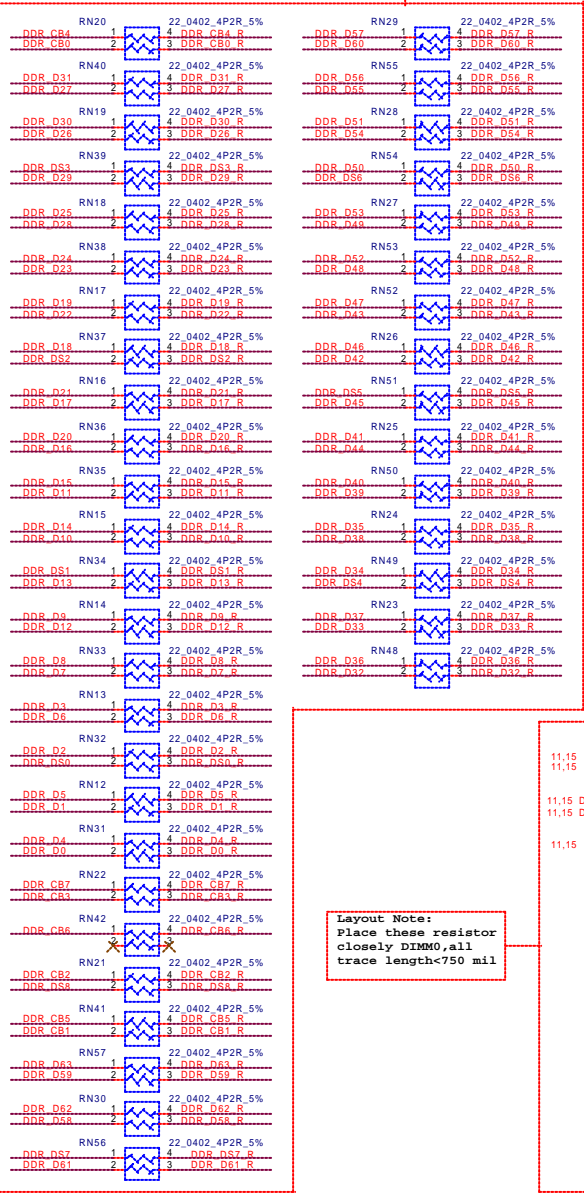 RN20 22_0402_4P2R_5%
DDR_CB4 1 4 DDR_CB4_R
DDR_CB0 2 3 DDR_CB0_R
RN40 22_0402_4P2R_5%
DDR_D31 1 4 DDR_D31_R
DDR_D27 2 3 DDR_D27_R
RN19 22_0402_4P2R_5%
DDR_D30 1 4 DDR_D30_R
DDR_D26 2 3 DDR_D26_R
RN39 22_0402_4P2R_5%
DDR_DS3 1 4 DDR_DS3_R
DDR_D29 2 3 DDR_D29_R
RN18 22_0402_4P2R_5%
DDR_D25 1 4 DDR_D25_R
DDR_D28 2 3 DDR_D28_R
RN38 22_0402_4P2R_5%
DDR_D24 1 4 DDR_D24_R
DDR_D23 2 3 DDR_D23_R
RN17 22_0402_4P2R_5%
DDR_D19 1 4 DDR_D19_R
DDR_D22 2 3 DDR_D22_R
RN37 22_0402_4P2R_5%
DDR_D18 1 4 DDR_D18_R
DDR_DS2 2 3 DDR_DS2_R
RN16 22_0402_4P2R_5%
DDR_D21 1 4 DDR_D21_R
DDR_D17 2 3 DDR_D17_R
RN36 22_0402_4P2R_5%
DDR_D20 1 4 DDR_D20_R
DDR_D16 2 3 DDR_D16_R
RN35 22_0402_4P2R_5%
DDR_D15 1 4 DDR_D15_R
DDR_D11 2 3 DDR_D11_R
RN15 22_0402_4P2R_5%
DDR_D14 1 4 DDR_D14_R
DDR_D10 2 3 DDR_D10_R
RN34 22_0402_4P2R_5%
DDR_DS1 1 4 DDR_DS1_R
DDR_D13 2 3 DDR_D13_R
RN14 22_0402_4P2R_5%
DDR_D9 1 4 DDR_D9_R
DDR_D12 2 3 DDR_D12_R
RN33 22_0402_4P2R_5%
DDR_D8 1 4 DDR_D8_R
DDR_D7 2 3 DDR_D7_R
RN13 22_0402_4P2R_5%
DDR_D3 1 4 DDR_D3_R
DDR_D6 2 3 DDR_D6_R
RN32 22_0402_4P2R_5%
DDR_D2 1 4 DDR_D2_R
DDR_DS0 2 3 DDR_DS0_R
RN12 22_0402_4P2R_5%
DDR_D5 1 4 DDR_D5_R
DDR_D1 2 3 DDR_D1_R
RN31 22_0402_4P2R_5%
DDR_D4 1 4 DDR_D4_R
DDR_D0 2 3 DDR_D0_R
RN22 22_0402_4P2R_5%
DDR_CB7 1 4 DDR_CB7_R
DDR_CB3 2 3 DDR_CB3_R
RN42 22_0402_4P2R_5%
DDR_CB6 1 4 DDR_CB6_R
2 3
RN21 22_0402_4P2R_5%
DDR_CB2 1 4 DDR_CB2_R
DDR_DS8 2 3 DDR_DS8_R
RN41 22_0402_4P2R_5%
DDR_CB5 1 4 DDR_CB5_R
DDR_CB1 2 3 DDR_CB1_R
RN57 22_0402_4P2R_5%
DDR_D63 1 4 DDR_D63_R
DDR_D59 2 3 DDR_D59_R
RN30 22_0402_4P2R_5%
DDR_D62 1 4 DDR_D62_R
DDR_D58 2 3 DDR_D58_R
RN56 22_0402_4P2R_5%
DDR_DS7 1 4 DDR_DS7_R
DDR_D61 2 3 DDR_D61_R
RN29 22_0402_4P2R_5%
DDR_D57 1 4 DDR_D57_R
DDR_D60 2 3 DDR_D60_R
RN55 22_0402_4P2R_5%
DDR_D56 1 4 DDR_D56_R
DDR_D55 2 3 DDR_D55_R
RN28 22_0402_4P2R_5%
DDR_D51 1 4 DDR_D51_R
DDR_D54 2 3 DDR_D54_R
RN54 22_0402_4P2R_5%
DDR_D50 1 4 DDR_D50_R
DDR_DS6 2 3 DDR_DS6_R
RN27 22_0402_4P2R_5%
DDR_D53 1 4 DDR_D53_R
DDR_D49 2 3 DDR_D49_R
RN53 22_0402_4P2R_5%
DDR_D52 1 4 DDR_D52_R
DDR_D48 2 3 DDR_D48_R
RN52 22_0402_4P2R_5%
DDR_D47 1 4 DDR_D47_R
DDR_D43 2 3 DDR_D43_R
RN26 22_0402_4P2R_5%
DDR_D46 1 4 DDR_D46_R
DDR_D42 2 3 DDR_D42_R
RN51 22_0402_4P2R_5%
DDR_DS5 1 4 DDR_DS5_R
DDR_D45 2 3 DDR_D45_R
RN25 22_0402_4P2R_5%
DDR_D41 1 4 DDR_D41_R
DDR_D44 2 3 DDR_D44_R
RN50 22_0402_4P2R_5%
DDR_D40 1 4 DDR_D40_R
DDR_D39 2 3 DDR_D39_R
RN24 22_0402_4P2R_5%
DDR_D35 1 4 DDR_D35_R
DDR_D38 2 3 DDR_D38_R
RN49 22_0402_4P2R_5%
DDR_D34 1 4 DDR_D34_R
DDR_DS4 2 3 DDR_DS4_R
RN23 22_0402_4P2R_5%
DDR_D37 1 4 DDR_D37_R
DDR_D33 2 3 DDR_D33_R
RN48 22_0402_4P2R_5%
DDR_D36 1 4 DDR_D36_R
DDR_D32 2 3 DDR_D32_R
11,15
11,15
11,15 D
11,15 D
11,15
Layout Note:
Place these resistor
closely DIMM0,all
trace length<750 mil